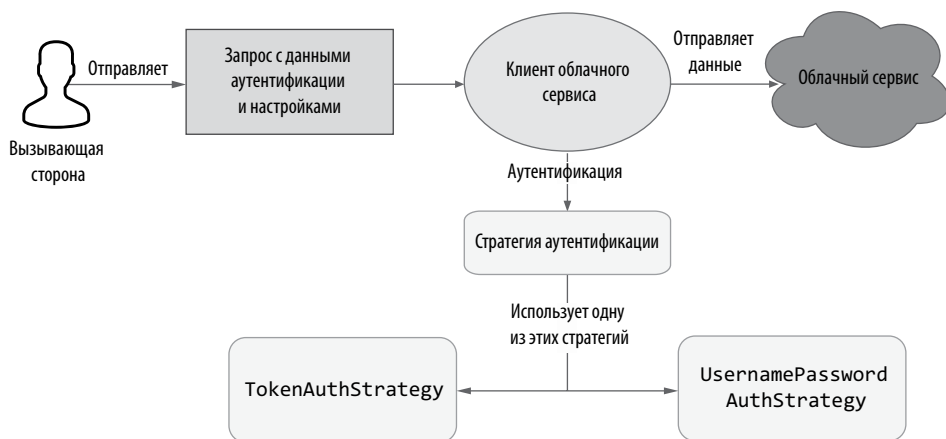 Вызывающая
сторона
Отправляет
Запрос с данными
аутентификации
и настройками
Клиент облачного
сервиса
Отправляет
данные
Облачный сервис
Аутентификация
Стратегия аутентификации
Использует одну
из этих стратегий
TokenAuthStrategy
UsernamePassword
AuthStrategy